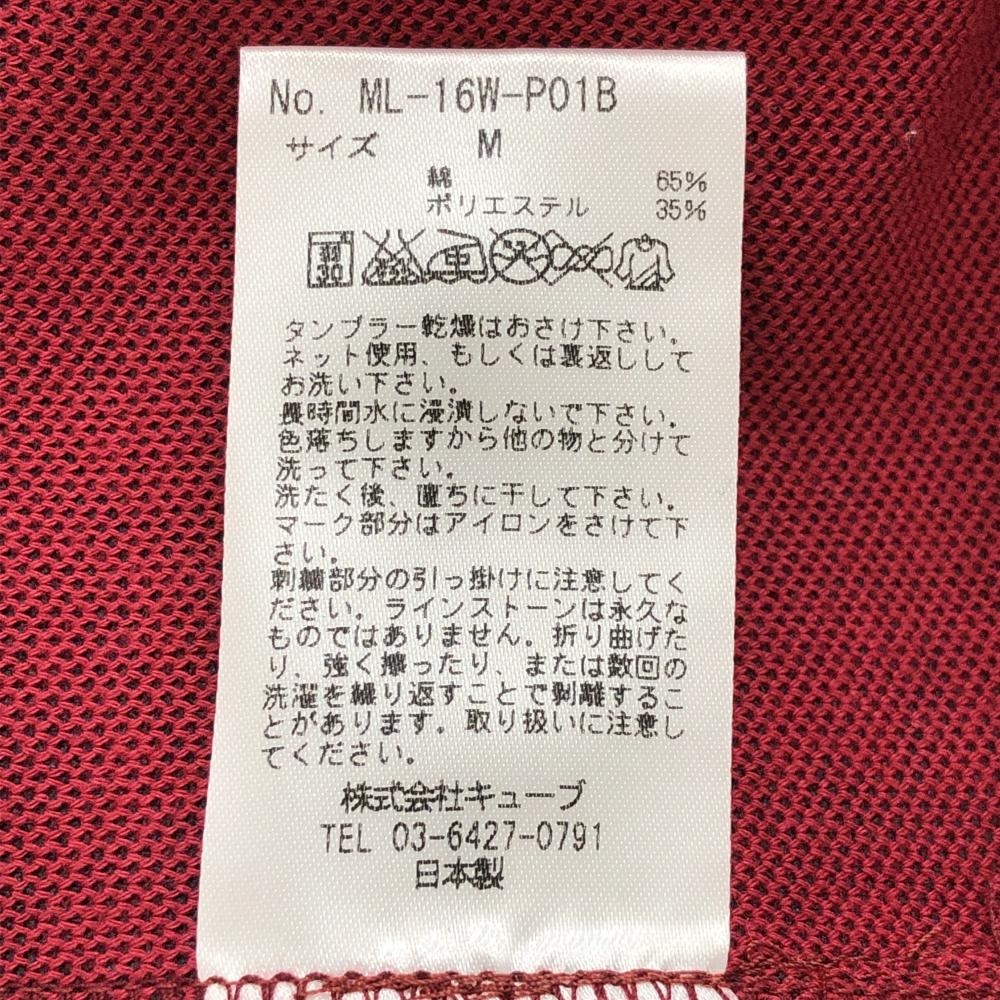 No. ML-16W-P01B
サイズ M
綿 65%
ポリエステル 35%
弱 30 中
タンブラー乾燥はおさけ下さい。
ネット使用、もしくは裏返しして
お洗い下さい。
長時間水に浸漬しないで下さい。
色落ちしますから他の物と分けて
洗って下さい。
洗たく後、直ちに干して下さい。
マーク部分はアイロンをさけて下
さい。
刺繍部分の引っ掛けに注意してく
ださい。ラインストーンは永久な
ものではありません。折り曲げた
り、強く擦ったり、または数回の
洗濯を繰り返すことで剥離するこ
とがあります。取り扱いに注意し
てください。
株式会社キューブ
TEL 03-6427-0791
日本製